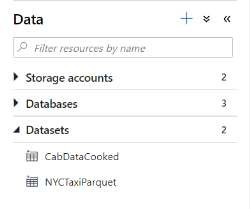 Data
Filter resources by name
Storage accounts 2
Databases 3
Datasets 2
CabDataCooked
NYCTaxiParquet